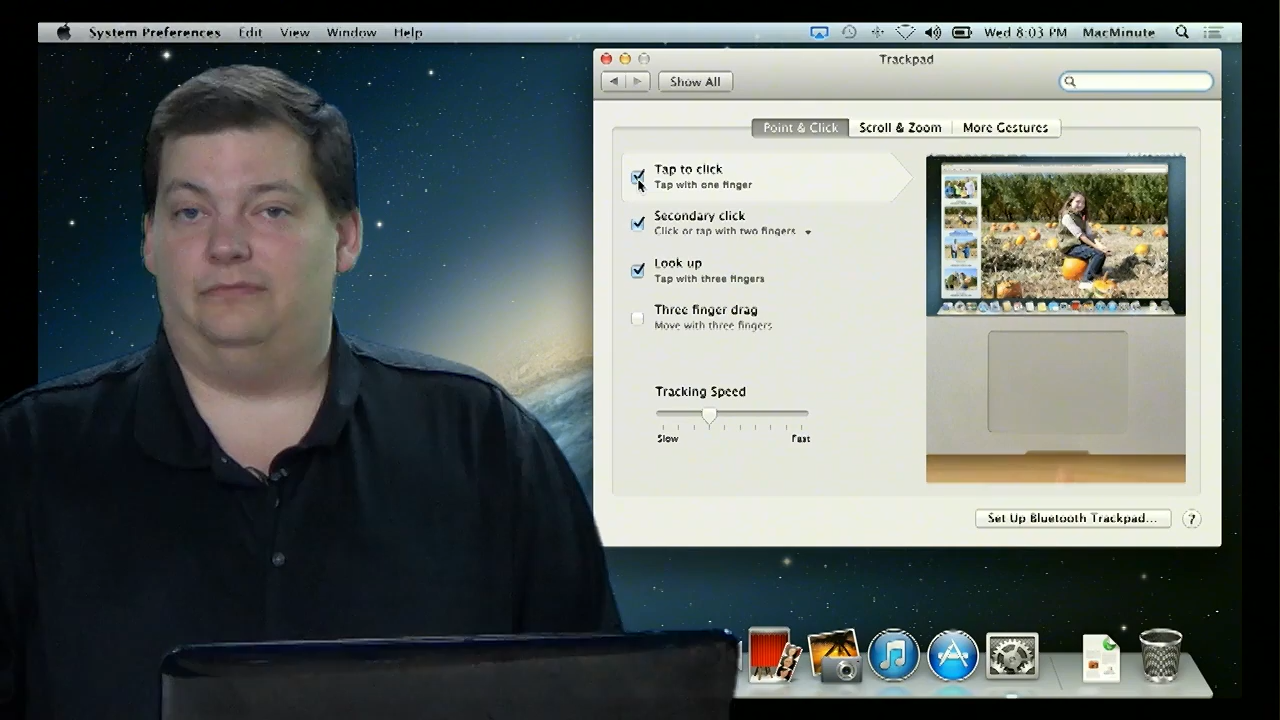 System Preferences Edit View Window Help Wed 8:03 PM MacMinute
Trackpad
Show All
Point & Click Scroll & Zoom More Gestures
Tap to click
Tap with one finger
Secondary click
Click or tap with two fingers
Look up
Tap with three fingers
Three finger drag
Move with three fingers
Tracking Speed
Slow Fast
Set Up Bluetooth Trackpad... ?